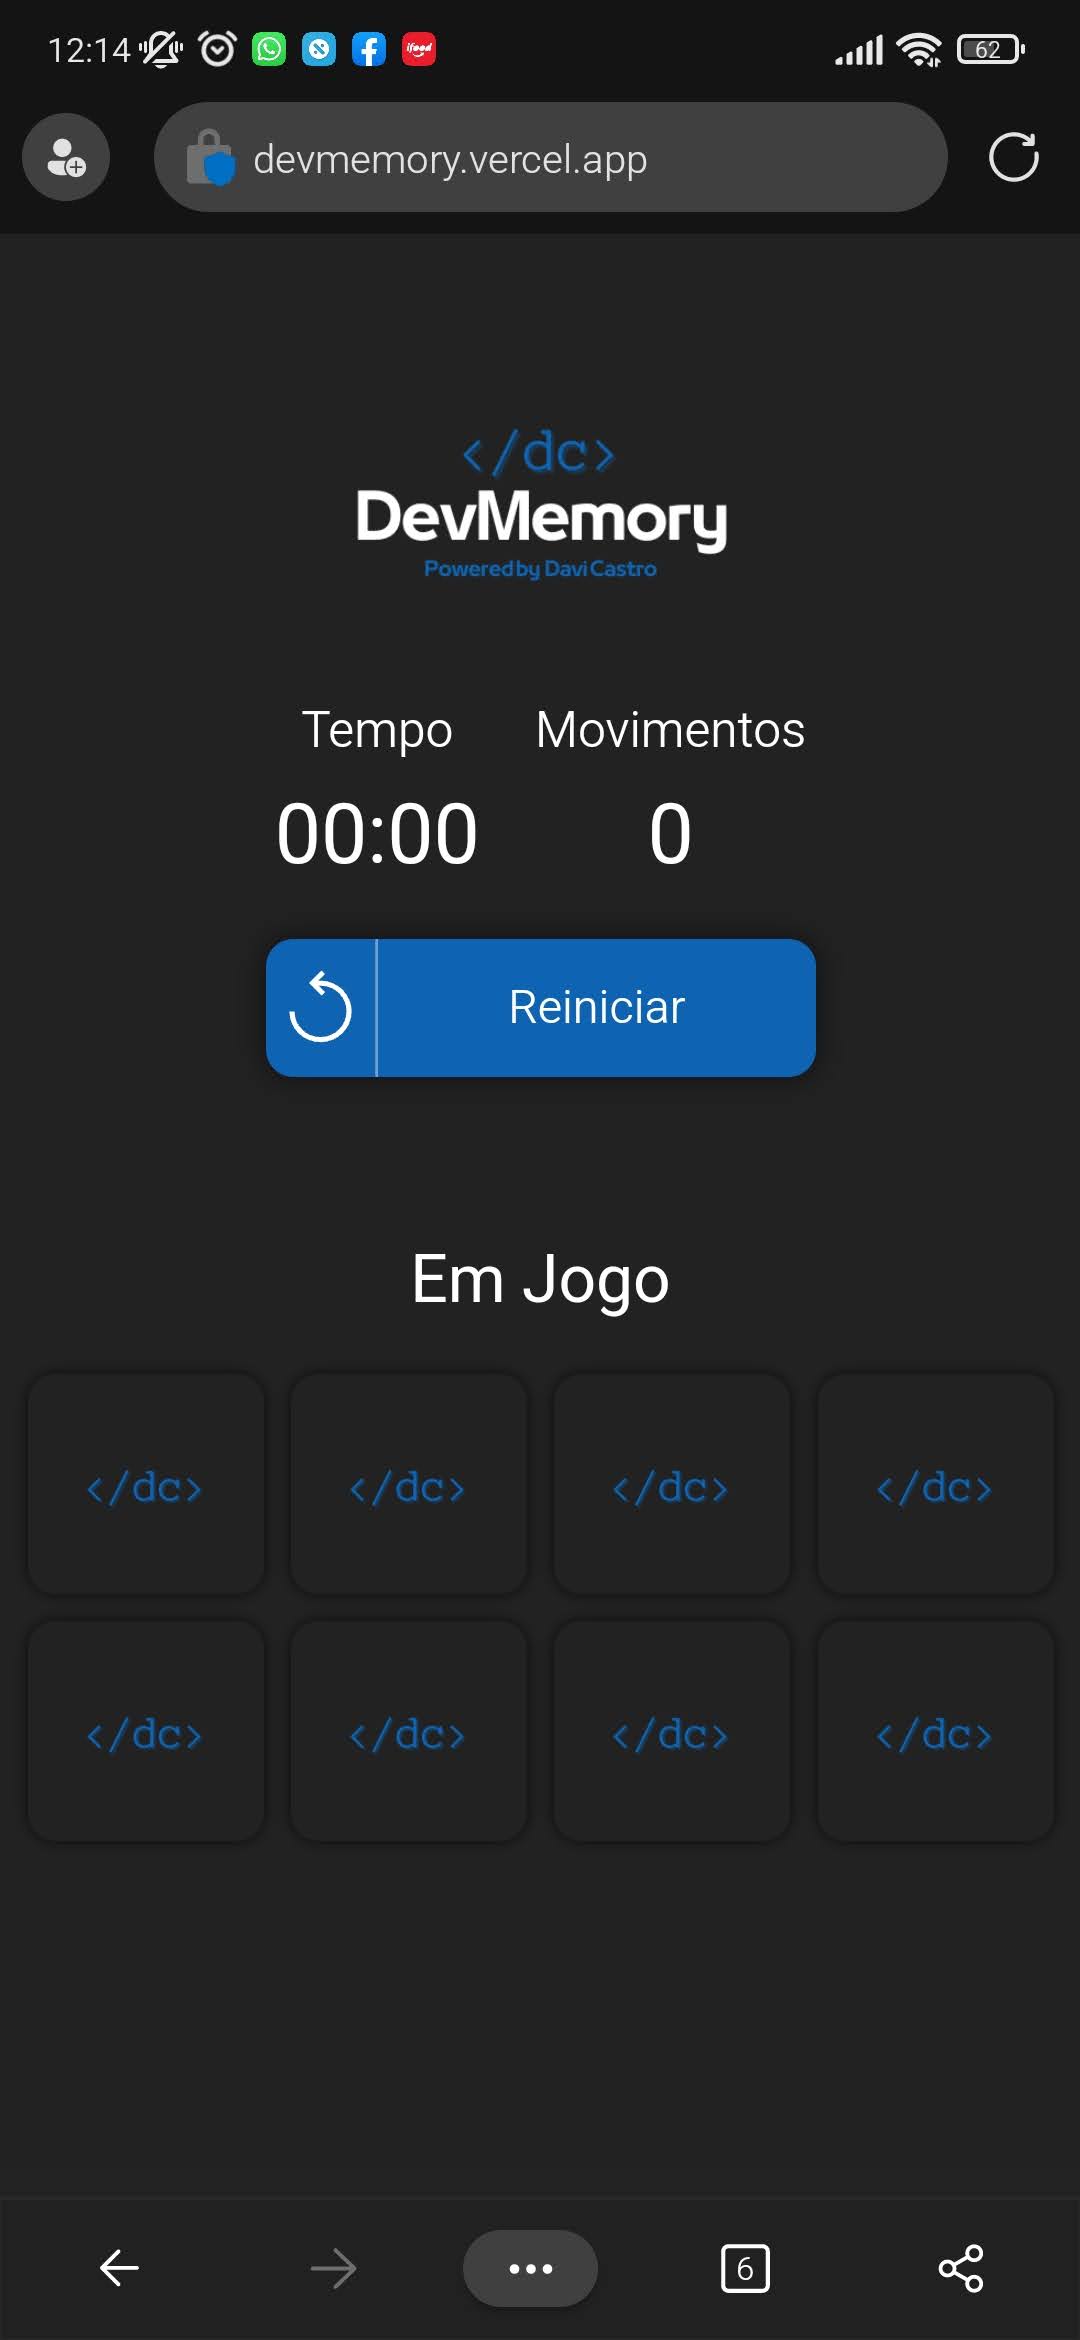 12:14
ifood
62
devmemory.vercel.app
</dc>
DevMemory
Powered by Davi Castro
Tempo Movimentos
00:00 0
Reiniciar
Em Jogo
</dc> </dc> </dc> </dc>
</dc> </dc> </dc> </dc>
6